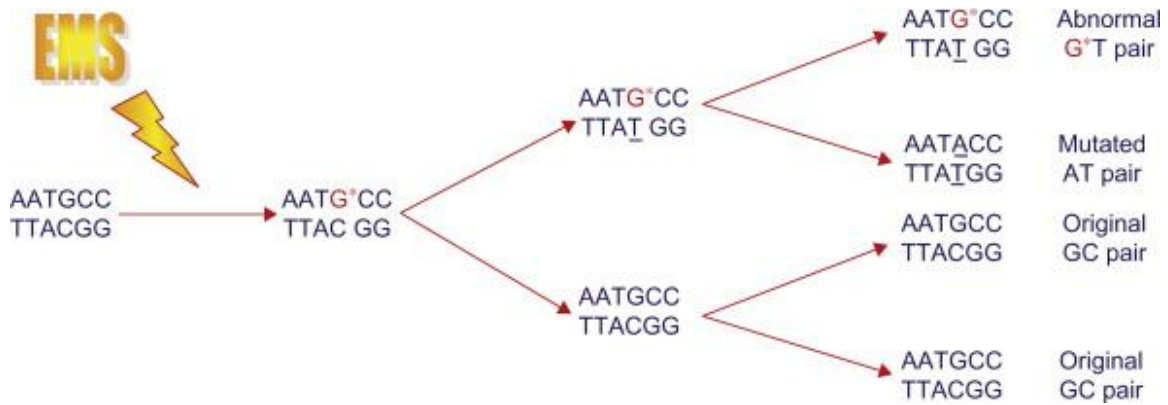 EMS
AATGCC
TTACGG
AATG*CC
TTAC GG
AATG*CC
TTAT GG
AATGCC
TTACGG
AATG*CC Abnormal
TTAT GG G*T pair
AATACC Mutated
TTATGG AT pair
AATGCC Original
TTACGG GC pair
AATGCC Original
TTACGG GC pair